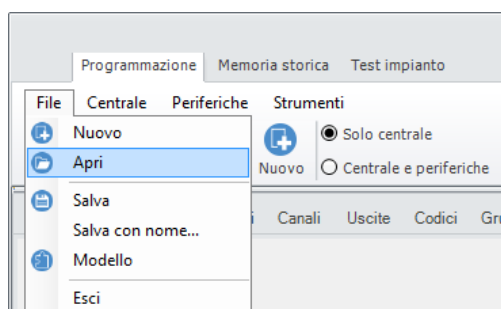 Programmazione Memoria storica Test impianto
File Centrale Periferiche Strumenti
Nuovo
Apri
Salva
Salva con nome...
Modello
Esci
Nuovo
Solo centrale
Centrale e periferiche
Canali Uscite Codici